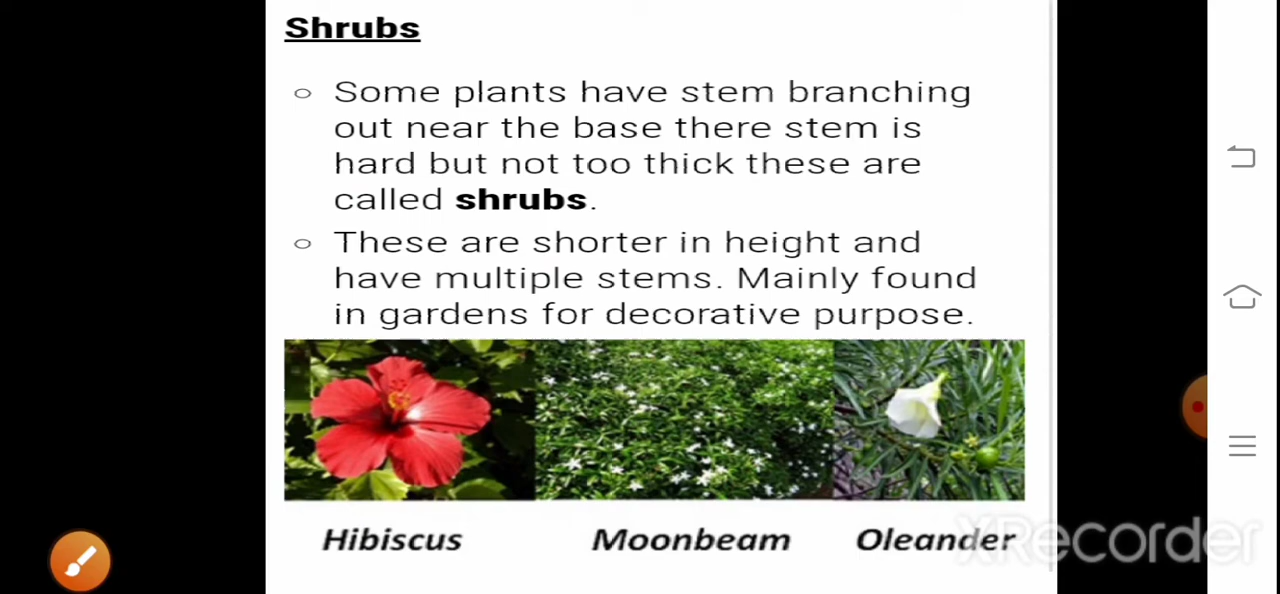 Shrubs
Some plants have stem branching
out near the base there stem is
hard but not too thick these are
called shrubs.
These are shorter in height and
have multiple stems. Mainly found
in gardens for decorative purpose.
Hibiscus Moonbeam Oleander
XRecorder